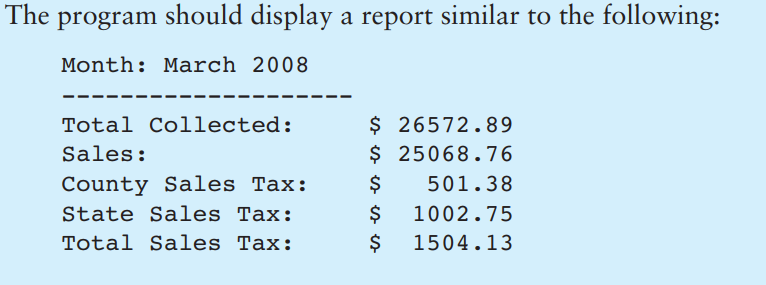 The program should display a report similar to the following:
Month: March 2008
--------------------
Total Collected: $ 26572.89
Sales: $ 25068.76
County Sales Tax: $ 501.38
State Sales Tax: $ 1002.75
Total Sales Tax: $ 1504.13